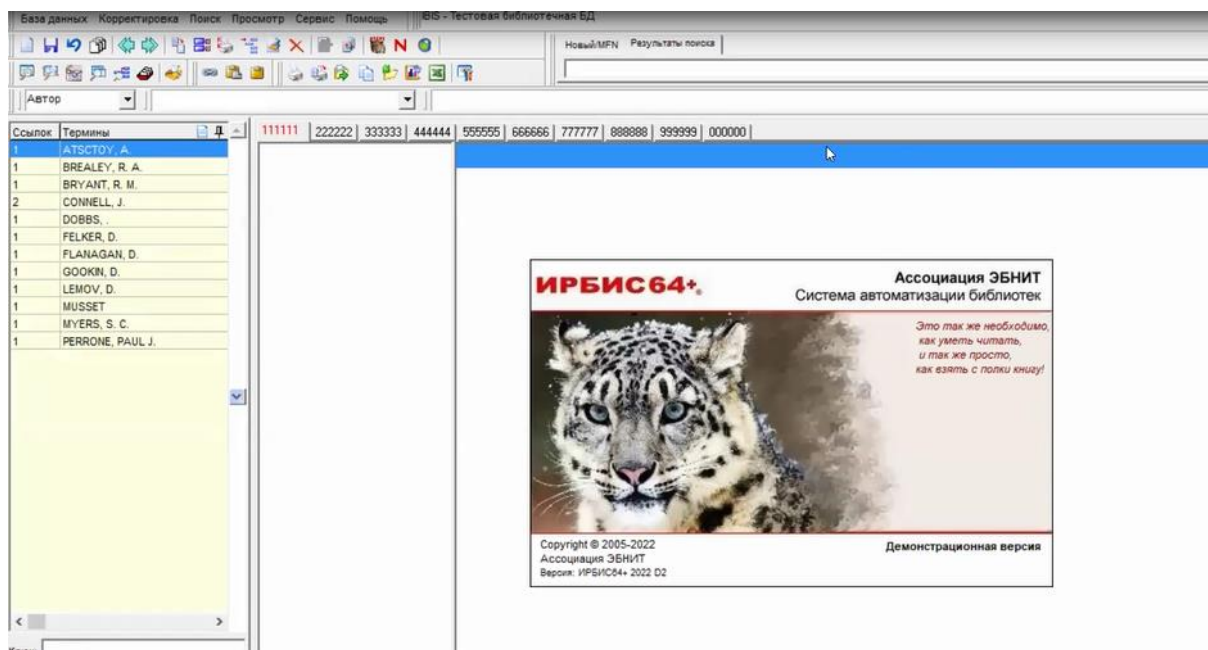 База данных Корректировка Поиск Просмотр Сервис Помощь IBIS - Тестовая библиотечная БД
Новый/MFN Результаты поиска
Автор
Ссылок Термины
111111 222222 333333 444444 555555 666666 777777 888888 999999 000000
1 ATSCTOY, A.
1 BREALEY, R. A.
1 BRYANT, R. M.
2 CONNELL, J.
1 DOBBS, .
1 FELKER, D.
1 FLANAGAN, D.
1 GOOKIN, D.
1 LEMOV, D.
1 MUSSET
1 MYERS, S. C.
1 PERRONE, PAUL J.
ИРБИС64+®
Ассоциация ЭБНИТ
Система автоматизации библиотек
Это так же необходимо,
как уметь читать,
и так же просто,
как взять с полки книгу!
Copyright © 2005-2022
Ассоциация ЭБНИТ
Версия: ИРБИС64+ 2022 D2
Демонстрационная версия